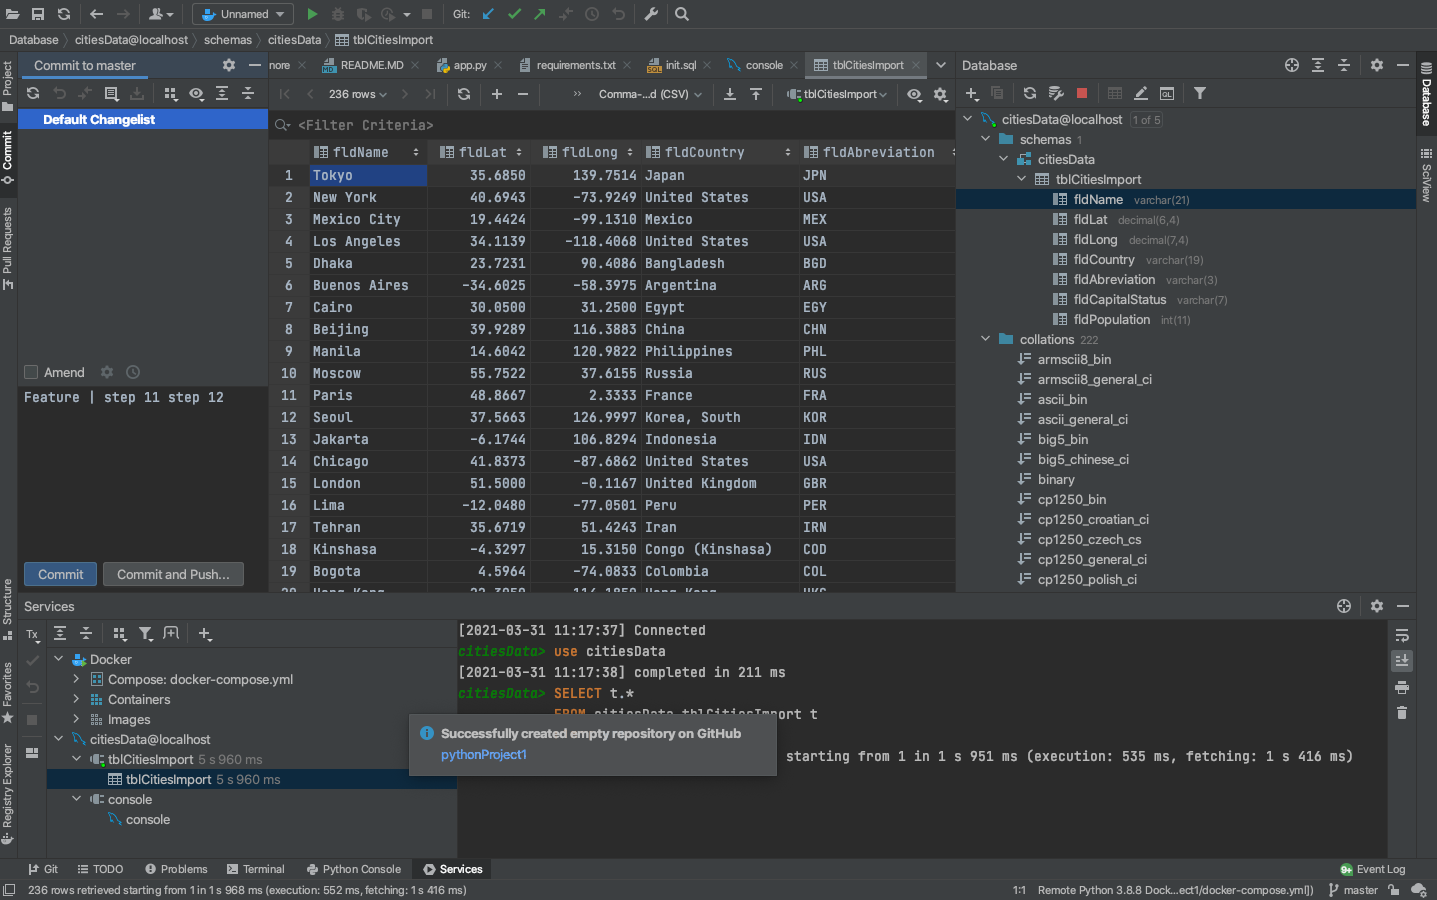 Unnamed
Git:
Database
citiesData@localhost
schemas
citiesData
tblCitiesImport
Commit to master
nore
README.MD
app.py
requirements.txt
init.sql
console
tblCitiesImport
Database
236 rows
Comma-...d (CSV)
tblCitiesImport
Default Changelist
<Filter Criteria>
fldName fldLat fldLong fldCountry fldAbreviation
1 Tokyo 35.6850 139.7514 Japan JPN
2 New York 40.6943 -73.9249 United States USA
3 Mexico City 19.4424 -99.1310 Mexico MEX
4 Los Angeles 34.1139 -118.4068 United States USA
5 Dhaka 23.7231 90.4086 Bangladesh BGD
6 Buenos Aires -34.6025 -58.3975 Argentina ARG
7 Cairo 30.0500 31.2500 Egypt EGY
8 Beijing 39.9289 116.3883 China CHN
9 Manila 14.6042 120.9822 Philippines PHL
10 Moscow 55.7522 37.6155 Russia RUS
11 Paris 48.8667 2.3333 France FRA
12 Seoul 37.5663 126.9997 Korea, South KOR
13 Jakarta -6.1744 106.8294 Indonesia IDN
14 Chicago 41.8373 -87.6862 United States USA
15 London 51.5000 -0.1167 United Kingdom GBR
16 Lima -12.0480 -77.0501 Peru PER
17 Tehran 35.6719 51.4243 Iran IRN
18 Kinshasa -4.3297 15.3150 Congo (Kinshasa) COD
19 Bogota 4.5964 -74.0833 Colombia COL
citiesData@localhost 1 of 5
schemas 1
citiesData
tblCitiesImport
fldName varchar(21)
fldLat decimal(6,4)
fldLong decimal(7,4)
fldCountry varchar(19)
fldAbreviation varchar(3)
fldCapitalStatus varchar(7)
fldPopulation int(11)
collations 222
armscii8_bin
armscii8_general_ci
ascii_bin
ascii_general_ci
big5_bin
big5_chinese_ci
binary
cp1250_bin
cp1250_croatian_ci
cp1250_czech_cs
cp1250_general_ci
cp1250_polish_ci
Amend
Feature | step 11 step 12
Commit
Commit and Push...
Project
Commit
Pull Requests
Structure
Favorites
Registry Explorer
Database
SciView
Services
Tx
Docker
Compose: docker-compose.yml
Containers
Images
citiesData@localhost
tblCitiesImport 5 s 960 ms
tblCitiesImport 5 s 960 ms
console
console
[2021-03-31 11:17:37] Connected
citiesData> use citiesData
[2021-03-31 11:17:38] completed in 211 ms
citiesData> SELECT t.*
FROM citiesData.tblCitiesImport t
starting from 1 in 1 s 951 ms (execution: 535 ms, fetching: 1 s 416 ms)
Successfully created empty repository on GitHub
pythonProject1
Git
TODO
Problems
Terminal
Python Console
Services
9+ Event Log
236 rows retrieved starting from 1 in 1 s 968 ms (execution: 552 ms, fetching: 1 s 416 ms)
1:1
Remote Python 3.8.8 Dock...ect1/docker-compose.yml])
master